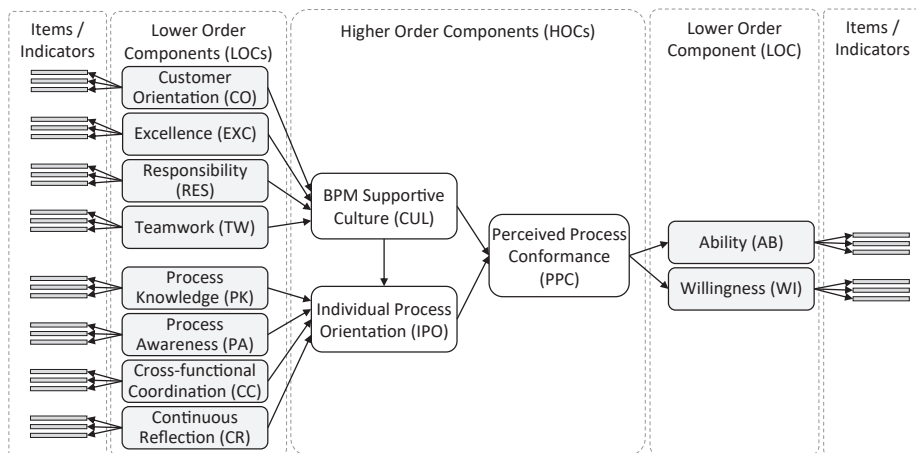 Items /
Indicators
Lower Order
Components (LOCs)
Higher Order Components (HOCs)
Lower Order
Component (LOC)
Items /
Indicators
Customer
Orientation (CO)
Excellence (EXC)
Responsibility
(RES)
Teamwork (TW)
Process
Knowledge (PK)
Process
Awareness (PA)
Cross-functional
Coordination (CC)
Continuous
Reflection (CR)
BPM Supportive
Culture (CUL)
Individual Process
Orientation (IPO)
Perceived Process
Conformance
(PPC)
Ability (AB)
Willingness (WI)